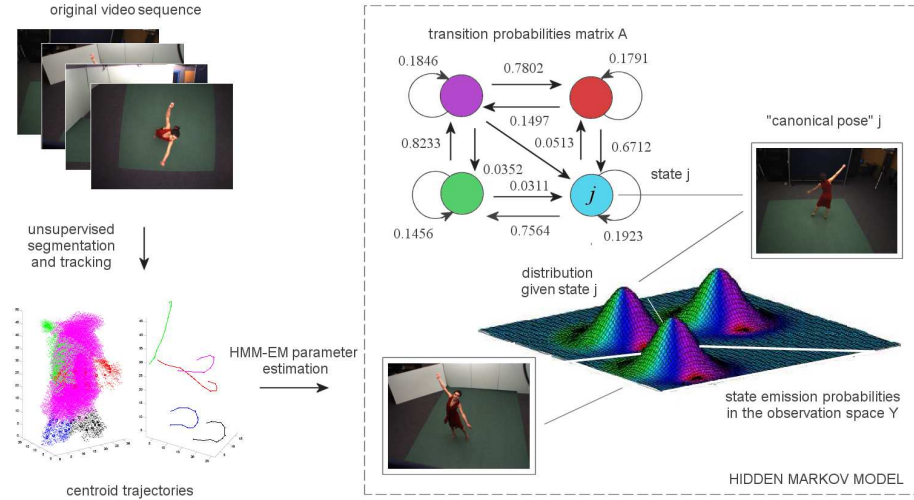 original video sequence
unsupervised
segmentation
and tracking
HMM-EM parameter
estimation
centroid trajectories
transition probabilities matrix A
0.1846
0.7802
0.1791
0.1497
0.8233
0.0513
0.6712
0.0352
0.0311
j
state j
0.1456
0.7564
0.1923
"canonical pose" j
distribution
given state j
state emission probabilities
in the observation space Y
HIDDEN MARKOV MODEL